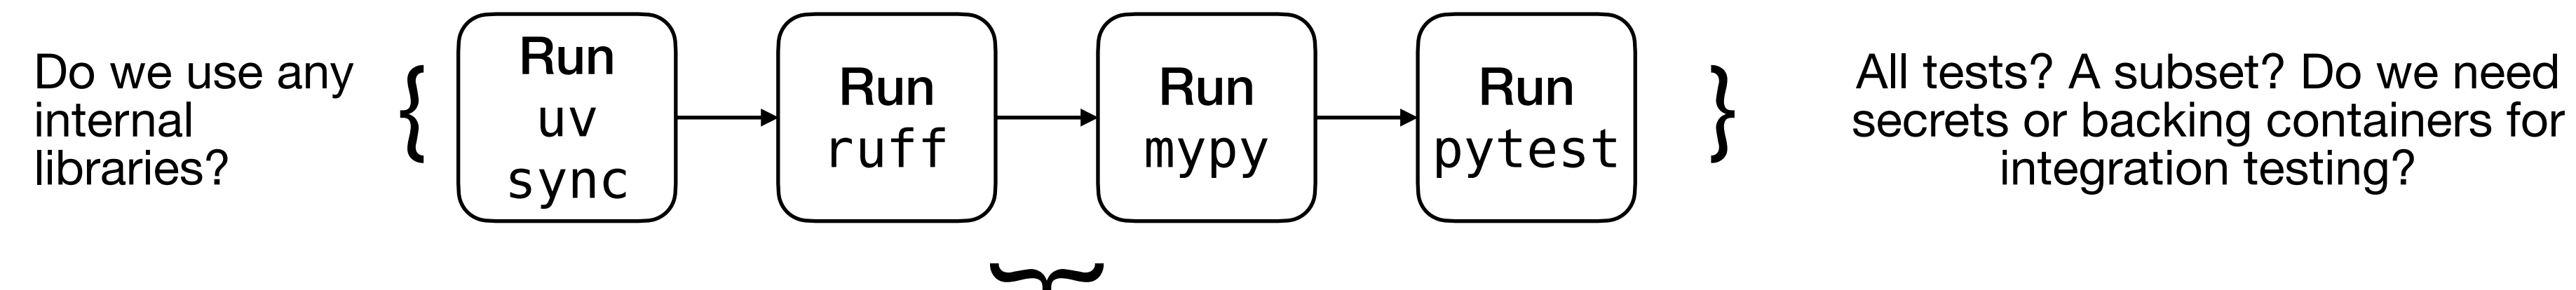 Do we use any
internal
libraries?
{
Run
uv
sync
Run
ruff
Run
mypy
Run
pytest
}
All tests? A subset? Do we need
secrets or backing containers for
integration testing?
}